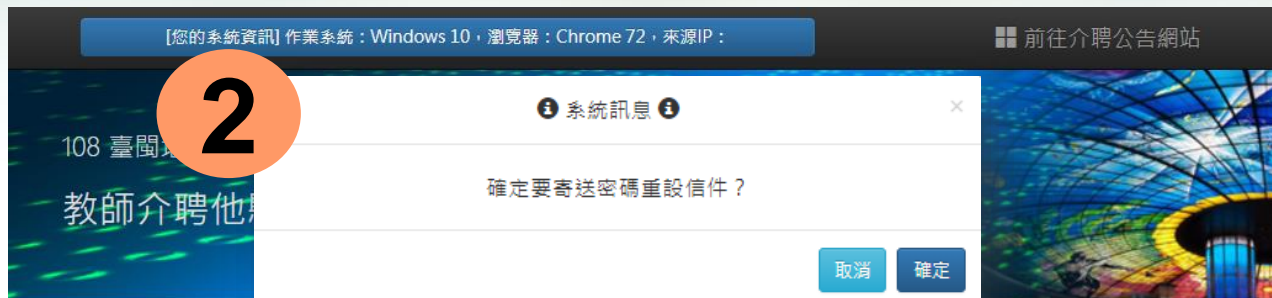 [您的系統資訊] 作業系統：Windows 10，瀏覽器：Chrome 72，來源IP：
前往介聘公告網站
2
系統訊息
×
108 臺閩
確定要寄送密碼重設信件？
教師介聘他
取消
確定